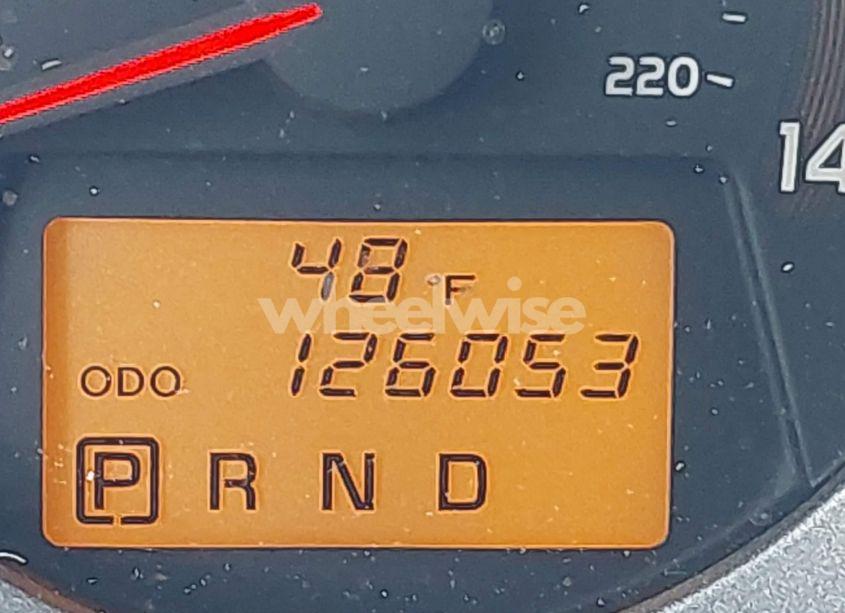 220
14
48 °F
wheelwise
ODO 126053
P R N D